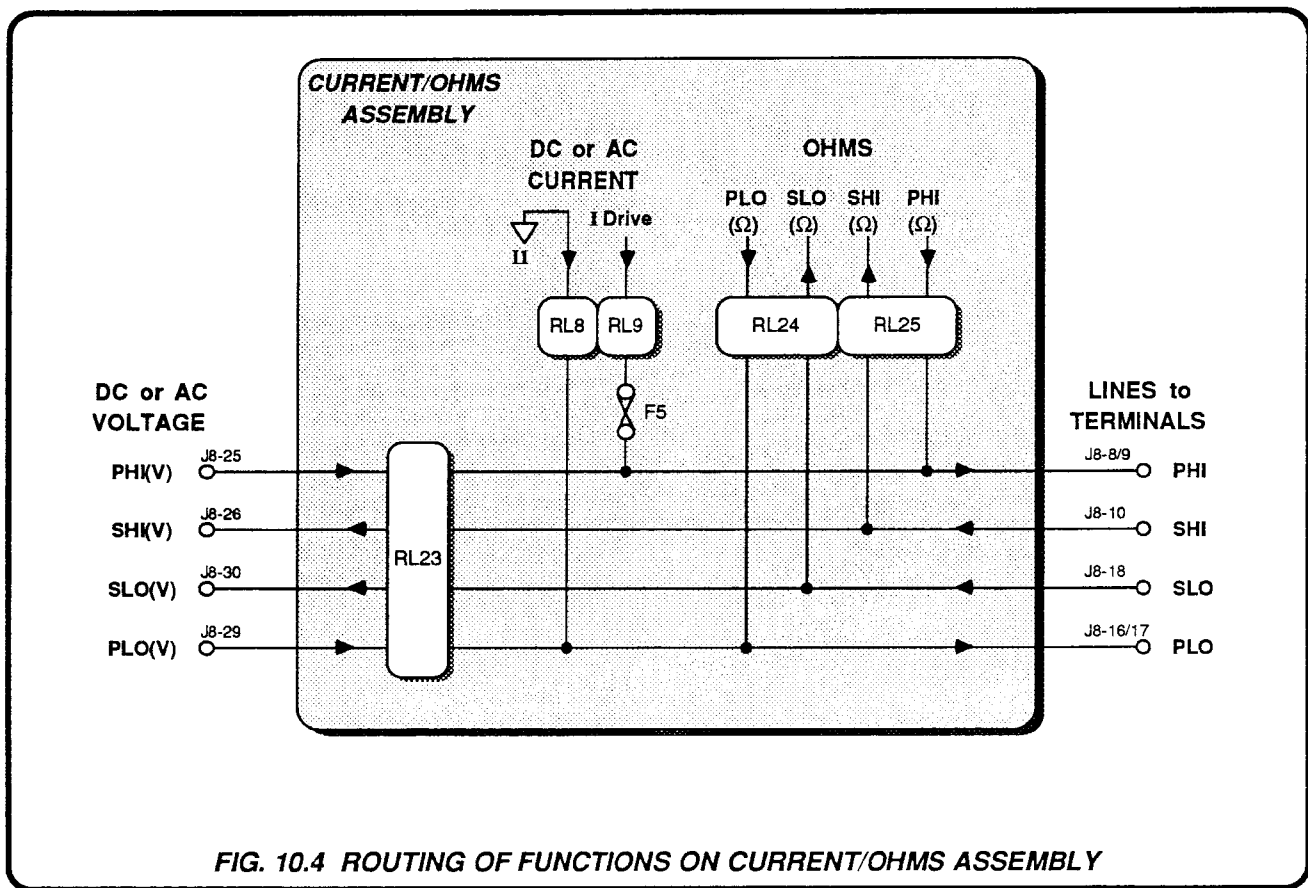 CURRENT/OHMS
ASSEMBLY
DC or AC
CURRENT
I Drive
I1
OHMS
PLO
(Ω)
SLO
(Ω)
SHI
(Ω)
PHI
(Ω)
RL8
RL9
RL24
RL25
F5
DC or AC
VOLTAGE
PHI(V)
J8-25
SHI(V)
J8-26
SLO(V)
J8-30
PLO(V)
J8-29
RL23
LINES to
TERMINALS
J8-8/9
PHI
J8-10
SHI
J8-18
SLO
J8-16/17
PLO
FIG. 10.4 ROUTING OF FUNCTIONS ON CURRENT/OHMS ASSEMBLY